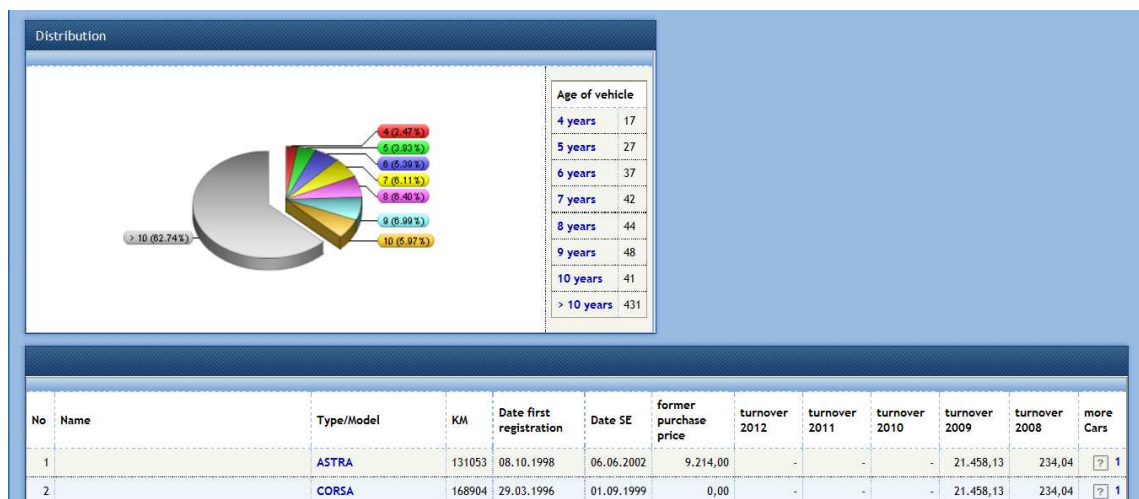 Distribution
4 (2.47%)
5 (3.93%)
6 (5.39%)
7 (6.11%)
8 (6.40%)
9 (6.99%)
10 (5.97%)
> 10 (62.74%)
Age of vehicle
4 years 17
5 years 27
6 years 37
7 years 42
8 years 44
9 years 48
10 years 41
> 10 years 431
No Name Type/Model KM Date first registration Date SE former purchase price turnover 2012 turnover 2011 turnover 2010 turnover 2009 turnover 2008 more Cars
1 ASTRA 131053 08.10.1998 06.06.2002 9.214,00 - - - 21.458,13 234,04 ? 1
2 CORSA 168904 29.03.1996 01.09.1999 0,00 - - - 21.458,13 234,04 ? 1